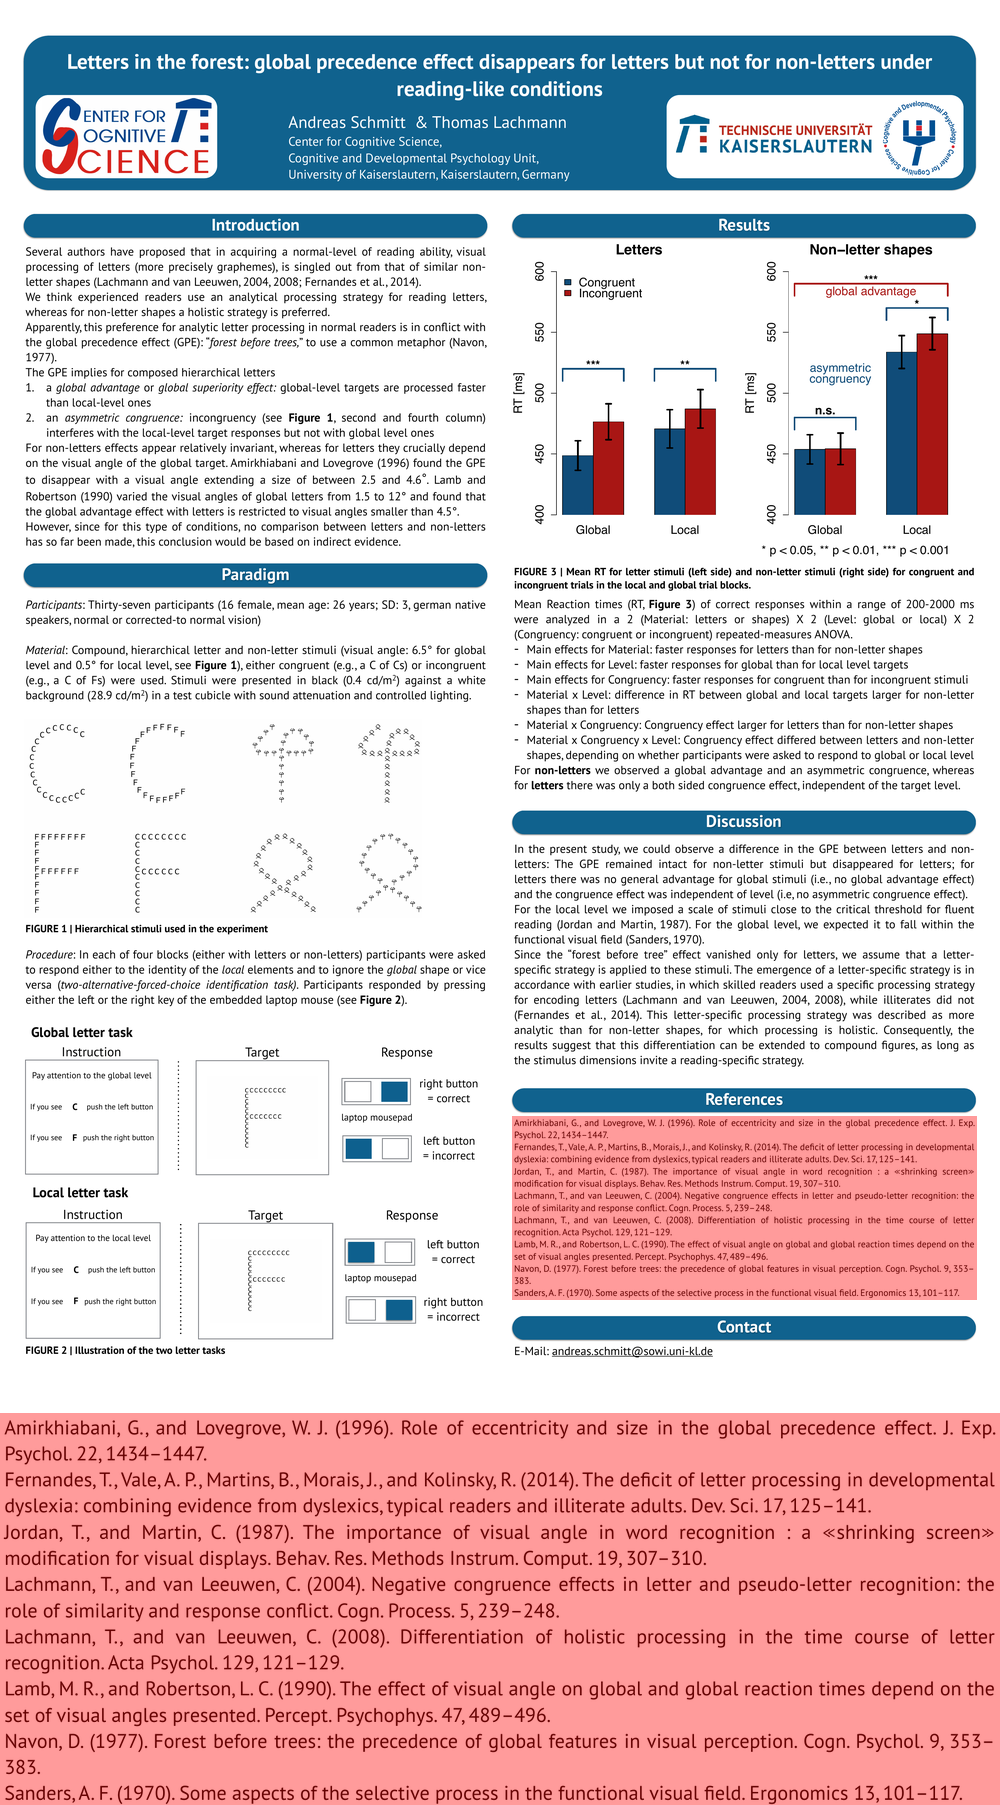 Letters in the forest: global precedence effect disappears for letters but not for non-letters under
reading-like conditions
CENTER FOR
COGNITIVE
SCIENCE
Andreas Schmitt & Thomas Lachmann
Center for Cognitive Science,
Cognitive and Developmental Psychology Unit,
University of Kaiserslautern, Kaiserslautern, Germany
TECHNISCHE UNIVERSITÄT
KAISERSLAUTERN
Cognitive and Developmental Psychology • Center for Cognitive Science •
Introduction
Several authors have proposed that in acquiring a normal-level of reading ability, visual
processing of letters (more precisely graphemes), is singled out from that of similar non-
letter shapes (Lachmann and van Leeuwen, 2004, 2008; Fernandes et al., 2014).
We think experienced readers use an analytical processing strategy for reading letters,
whereas for non-letter shapes a holistic strategy is preferred.
Apparently, this preference for analytic letter processing in normal readers is in conflict with
the global precedence effect (GPE): "forest before trees," to use a common metaphor (Navon,
1977).
The GPE implies for composed hierarchical letters
1. a global advantage or global superiority effect: global-level targets are processed faster
than local-level ones
2. an asymmetric congruence: incongruency (see Figure 1, second and fourth column)
interferes with the local-level target responses but not with global level ones
For non-letters effects appear relatively invariant, whereas for letters they crucially depend
on the visual angle of the global target. Amirkhiabani and Lovegrove (1996) found the GPE
to disappear with a visual angle extending a size of between 2.5 and 4.6°. Lamb and
Robertson (1990) varied the visual angles of global letters from 1.5 to 12° and found that
the global advantage effect with letters is restricted to visual angles smaller than 4.5°.
However, since for this type of conditions, no comparison between letters and non-letters
has so far been made, this conclusion would be based on indirect evidence.
Paradigm
Participants: Thirty-seven participants (16 female, mean age: 26 years; SD: 3, german native
speakers, normal or corrected-to normal vision)
Material: Compound, hierarchical letter and non-letter stimuli (visual angle: 6.5° for global
level and 0.5° for local level, see Figure 1), either congruent (e.g., a C of Cs) or incongruent
(e.g., a C of Fs) were used. Stimuli were presented in black (0.4 cd/m²) against a white
background (28.9 cd/m²) in a test cubicle with sound attenuation and controlled lighting.
FIGURE 1 | Hierarchical stimuli used in the experiment
Procedure: In each of four blocks (either with letters or non-letters) participants were asked
to respond either to the identity of the local elements and to ignore the global shape or vice
versa (two-alternative-forced-choice identification task). Participants responded by pressing
either the left or the right key of the embedded laptop mouse (see Figure 2).
Global letter task
Instruction Target Response
Pay attention to the global level
If you see C push the left button
If you see F push the right button
right button
= correct
laptop mousepad
left button
= incorrect
Local letter task
Instruction Target Response
Pay attention to the local level
If you see C push the left button
If you see F push the right button
left button
= correct
laptop mousepad
right button
= incorrect
FIGURE 2 | Illustration of the two letter tasks
Results
Letters
Non–letter shapes
RT [ms]
400 450 500 550 600
Congruent
Incongruent
***
**
Global Local
RT [ms]
400 450 500 550 600
***
global advantage
*
asymmetric
congruency
n.s.
Global Local
* p < 0.05, ** p < 0.01, *** p < 0.001
FIGURE 3 | Mean RT for letter stimuli (left side) and non-letter stimuli (right side) for congruent and
incongruent trials in the local and global trial blocks.
Mean Reaction times (RT, Figure 3) of correct responses within a range of 200-2000 ms
were analyzed in a 2 (Material: letters or shapes) X 2 (Level: global or local) X 2
(Congruency: congruent or incongruent) repeated-measures ANOVA.
- Main effects for Material: faster responses for letters than for non-letter shapes
- Main effects for Level: faster responses for global than for local level targets
- Main effects for Congruency: faster responses for congruent than for incongruent stimuli
- Material x Level: difference in RT between global and local targets larger for non-letter
shapes than for letters
- Material x Congruency: Congruency effect larger for letters than for non-letter shapes
- Material x Congruency x Level: Congruency effect differed between letters and non-letter
shapes, depending on whether participants were asked to respond to global or local level
For non-letters we observed a global advantage and an asymmetric congruence, whereas
for letters there was only a both sided congruence effect, independent of the target level.
Discussion
In the present study, we could observe a difference in the GPE between letters and non-
letters: The GPE remained intact for non-letter stimuli but disappeared for letters; for
letters there was no general advantage for global stimuli (i.e., no global advantage effect)
and the congruence effect was independent of level (i.e, no asymmetric congruence effect).
For the local level we imposed a scale of stimuli close to the critical threshold for fluent
reading (Jordan and Martin, 1987). For the global level, we expected it to fall within the
functional visual field (Sanders, 1970).
Since the "forest before tree" effect vanished only for letters, we assume that a letter-
specific strategy is applied to these stimuli. The emergence of a letter-specific strategy is in
accordance with earlier studies, in which skilled readers used a specific processing strategy
for encoding letters (Lachmann and van Leeuwen, 2004, 2008), while illiterates did not
(Fernandes et al., 2014). This letter-specific processing strategy was described as more
analytic than for non-letter shapes, for which processing is holistic. Consequently, the
results suggest that this differentiation can be extended to compound figures, as long as
the stimulus dimensions invite a reading-specific strategy.
References
Amirkhiabani, G., and Lovegrove, W. J. (1996). Role of eccentricity and size in the global precedence effect. J. Exp.
Psychol. 22, 1434–1447.
Fernandes, T., Vale, A. P., Martins, B., Morais, J., and Kolinsky, R. (2014). The deficit of letter processing in developmental
dyslexia: combining evidence from dyslexics, typical readers and illiterate adults. Dev. Sci. 17, 125–141.
Jordan, T., and Martin, C. (1987). The importance of visual angle in word recognition : a «shrinking screen»
modification for visual displays. Behav. Res. Methods Instrum. Comput. 19, 307–310.
Lachmann, T., and van Leeuwen, C. (2004). Negative congruence effects in letter and pseudo-letter recognition: the
role of similarity and response conflict. Cogn. Process. 5, 239–248.
Lachmann, T., and van Leeuwen, C. (2008). Differentiation of holistic processing in the time course of letter
recognition. Acta Psychol. 129, 121–129.
Lamb, M. R., and Robertson, L. C. (1990). The effect of visual angle on global and global reaction times depend on the
set of visual angles presented. Percept. Psychophys. 47, 489–496.
Navon, D. (1977). Forest before trees: the precedence of global features in visual perception. Cogn. Psychol. 9, 353–
383.
Sanders, A. F. (1970). Some aspects of the selective process in the functional visual field. Ergonomics 13, 101–117.
Contact
E-Mail: andreas.schmitt@sowi.uni-kl.de
Amirkhiabani, G., and Lovegrove, W. J. (1996). Role of eccentricity and size in the global precedence effect. J. Exp.
Psychol. 22, 1434–1447.
Fernandes, T., Vale, A. P., Martins, B., Morais, J., and Kolinsky, R. (2014). The deficit of letter processing in developmental
dyslexia: combining evidence from dyslexics, typical readers and illiterate adults. Dev. Sci. 17, 125–141.
Jordan, T., and Martin, C. (1987). The importance of visual angle in word recognition : a «shrinking screen»
modification for visual displays. Behav. Res. Methods Instrum. Comput. 19, 307–310.
Lachmann, T., and van Leeuwen, C. (2004). Negative congruence effects in letter and pseudo-letter recognition: the
role of similarity and response conflict. Cogn. Process. 5, 239–248.
Lachmann, T., and van Leeuwen, C. (2008). Differentiation of holistic processing in the time course of letter
recognition. Acta Psychol. 129, 121–129.
Lamb, M. R., and Robertson, L. C. (1990). The effect of visual angle on global and global reaction times depend on the
set of visual angles presented. Percept. Psychophys. 47, 489–496.
Navon, D. (1977). Forest before trees: the precedence of global features in visual perception. Cogn. Psychol. 9, 353–
383.
Sanders, A. F. (1970). Some aspects of the selective process in the functional visual field. Ergonomics 13, 101–117.